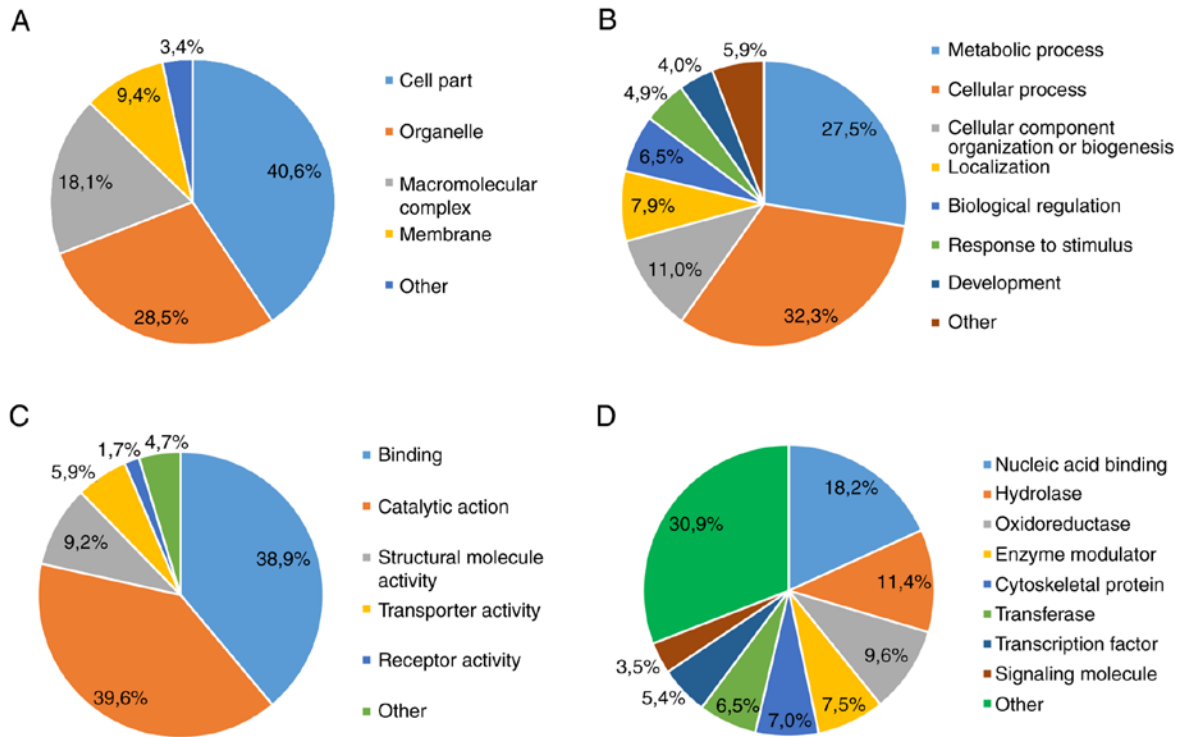 A
3,4%
9,4%
18,1%
40,6%
28,5%
Cell part
Organelle
Macromolecular
complex
Membrane
Other
B
5,9%
4,0%
4,9%
6,5%
7,9%
11,0%
27,5%
32,3%
Metabolic process
Cellular process
Cellular component
organization or biogenesis
Localization
Biological regulation
Response to stimulus
Development
Other
C
4,7%
1,7%
5,9%
9,2%
38,9%
39,6%
Binding
Catalytic action
Structural molecule
activity
Transporter activity
Receptor activity
Other
D
18,2%
30,9%
11,4%
9,6%
3,5%
5,4%
6,5%
7,0%
7,5%
Nucleic acid binding
Hydrolase
Oxidoreductase
Enzyme modulator
Cytoskeletal protein
Transferase
Transcription factor
Signaling molecule
Other